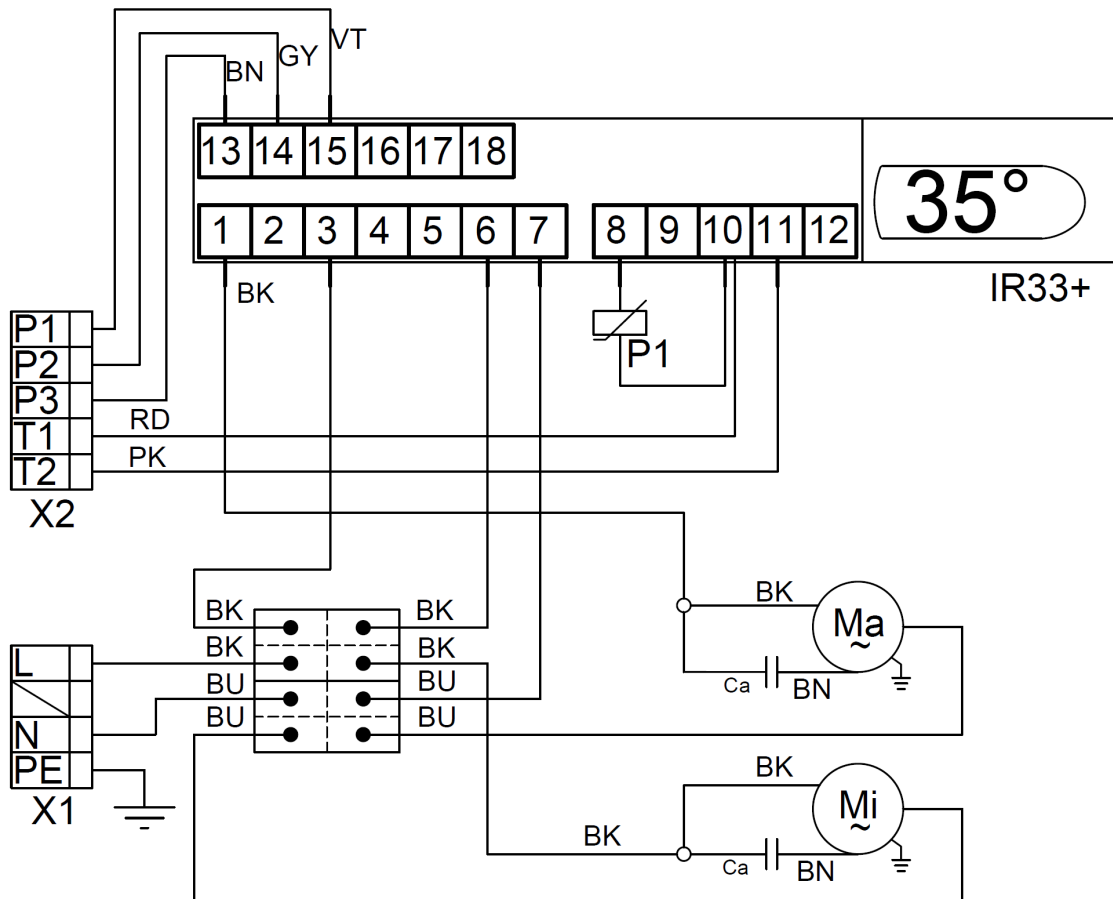 VT
GY
BN
13 14 15 16 17 18
35°
1 2 3 4 5 6 7 8 9 10 11 12
IR33+
BK
P1
P1
P2
P3
T1 RD
T2 PK
X2
BK BK
BK BK
BU BU
BU BU
L
N
PE
X1
BK
Ma
~
Ca
BN
BK
Mi
~
BK
Ca
BN